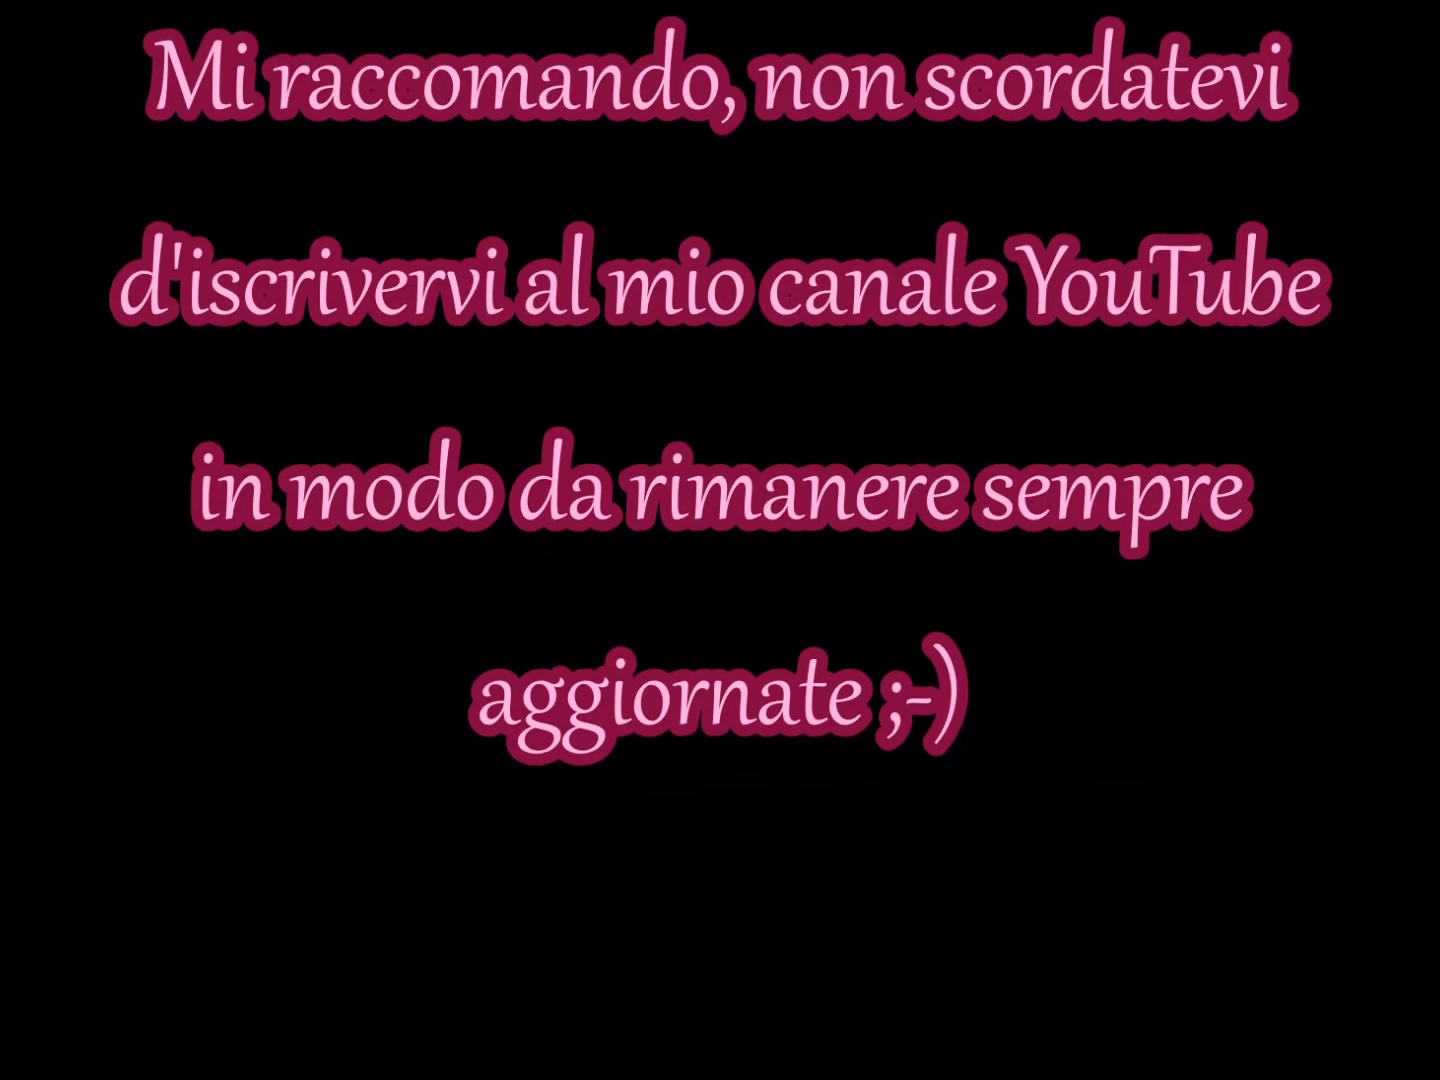 Mi raccomando, non scordatevi
d'iscrivervi al mio canale YouTube
in modo da rimanere sempre
aggiornate ;-)